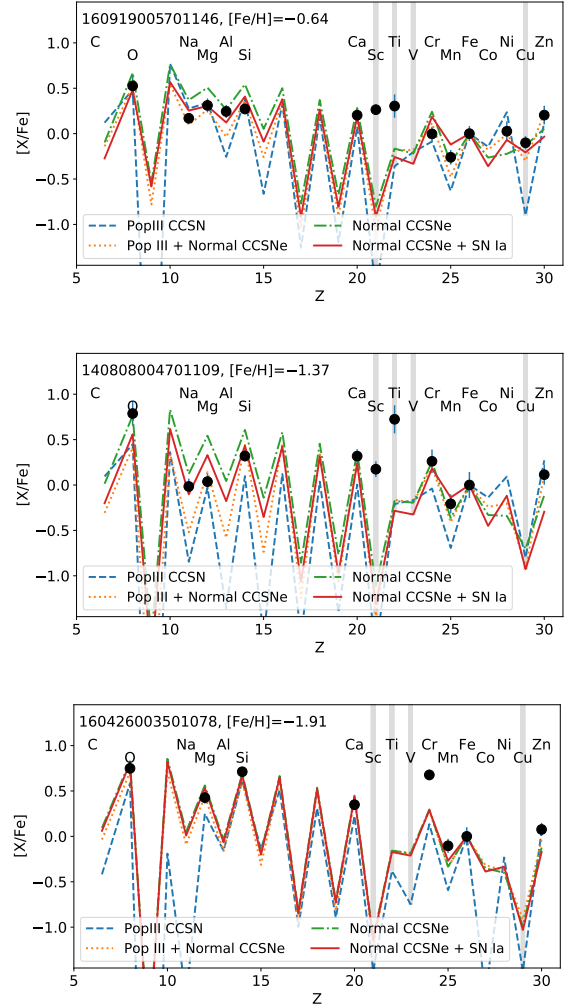 160919005701146, [Fe/H]=−0.64
C Na Al Ca Ti Cr Fe Ni Zn
O Mg Si Sc V Mn Co Cu
1.0
0.5
0.0
−0.5
−1.0
[X/Fe]
PopIII CCSN Normal CCSNe
Pop III + Normal CCSNe Normal CCSNe + SN Ia
5 10 15 20 25 30
Z
140808004701109, [Fe/H]=−1.37
C Na Al Ca Ti Cr Fe Ni Zn
O Mg Si Sc V Mn Co Cu
1.0
0.5
0.0
−0.5
−1.0
[X/Fe]
PopIII CCSN Normal CCSNe
Pop III + Normal CCSNe Normal CCSNe + SN Ia
5 10 15 20 25 30
Z
160426003501078, [Fe/H]=−1.91
C Na Al Ca Ti Cr Fe Ni Zn
O Mg Si Sc V Mn Co Cu
1.0
0.5
0.0
−0.5
−1.0
[X/Fe]
PopIII CCSN Normal CCSNe
Pop III + Normal CCSNe Normal CCSNe + SN Ia
5 10 15 20 25 30
Z